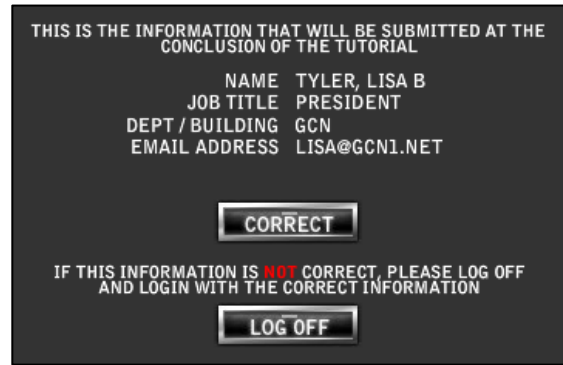 THIS IS THE INFORMATION THAT WILL BE SUBMITTED AT THE
CONCLUSION OF THE TUTORIAL
NAME TYLER, LISA B
JOB TITLE PRESIDENT
DEPT / BUILDING GCN
EMAIL ADDRESS LISA@GCN1.NET
CORRECT
IF THIS INFORMATION IS NOT CORRECT, PLEASE LOG OFF
AND LOGIN WITH THE CORRECT INFORMATION
LOG OFF